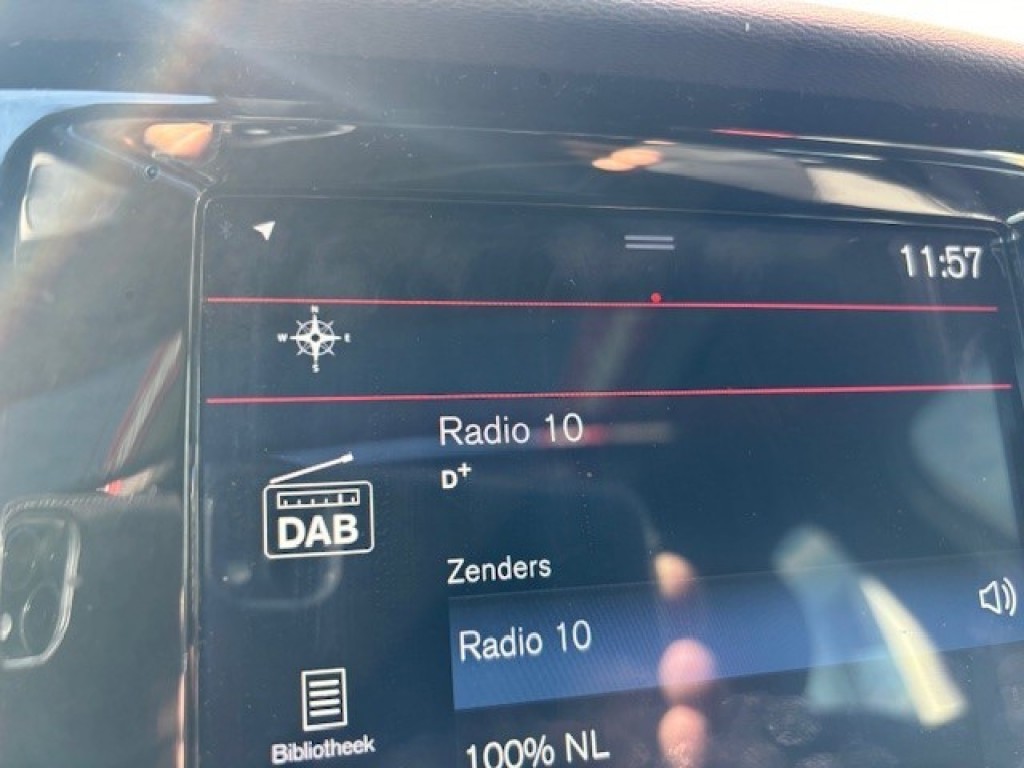 11:57
N
W E
S
Radio 10
D+
DAB
Zenders
Radio 10
Bibliotheek
100% NL